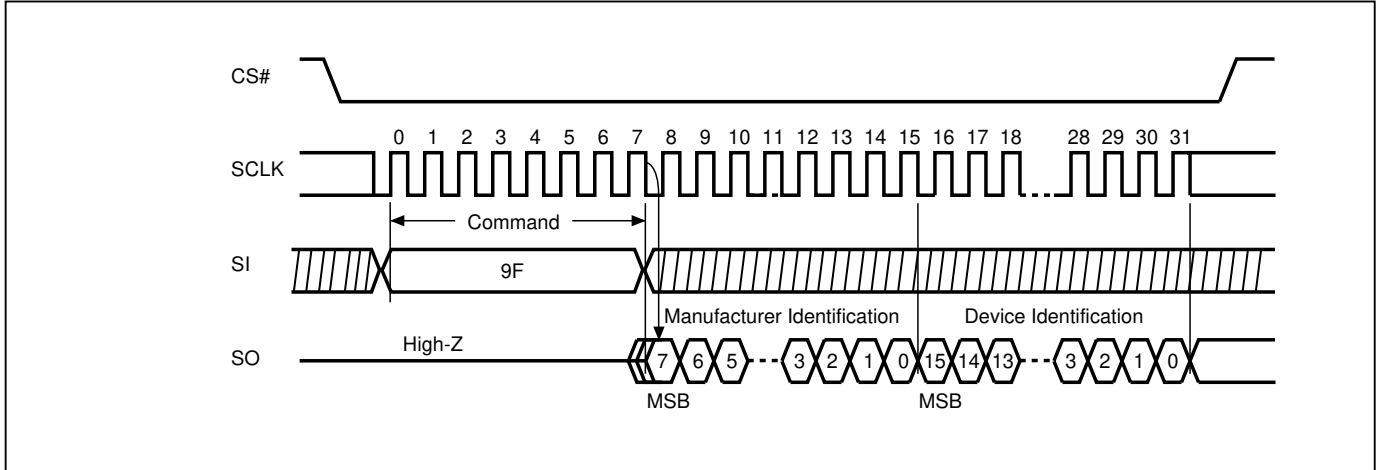 CS#
0 1 2 3 4 5 6 7 8 9 10 11 12 13 14 15 16 17 18 28 29 30 31
SCLK
Command
SI
9F
Manufacturer Identification Device Identification
High-Z
SO
7 6 5 3 2 1 0 15 14 13 3 2 1 0
MSB MSB